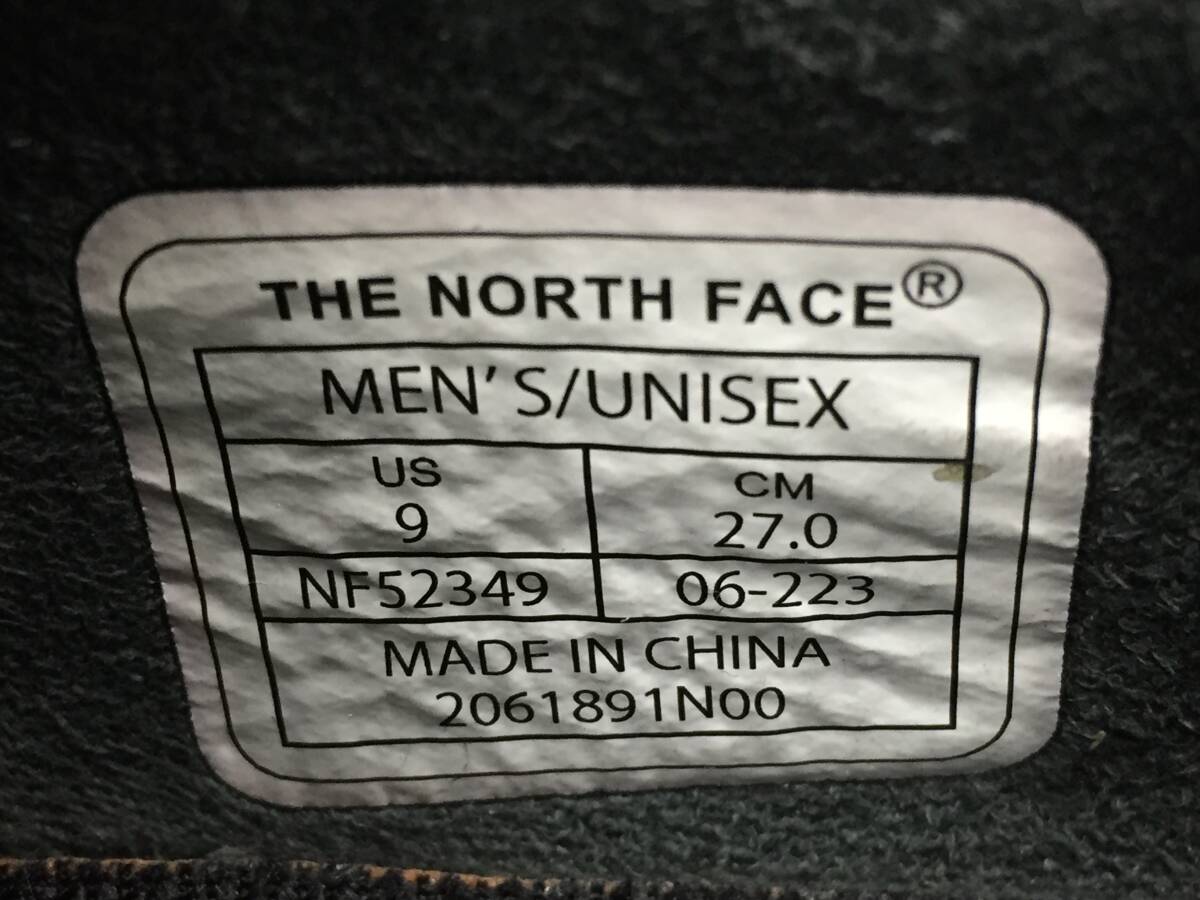 THE NORTH FACE®
MEN'S/UNISEX
US CM
9 27.0
NF52349 06-223
MADE IN CHINA
2061891N00